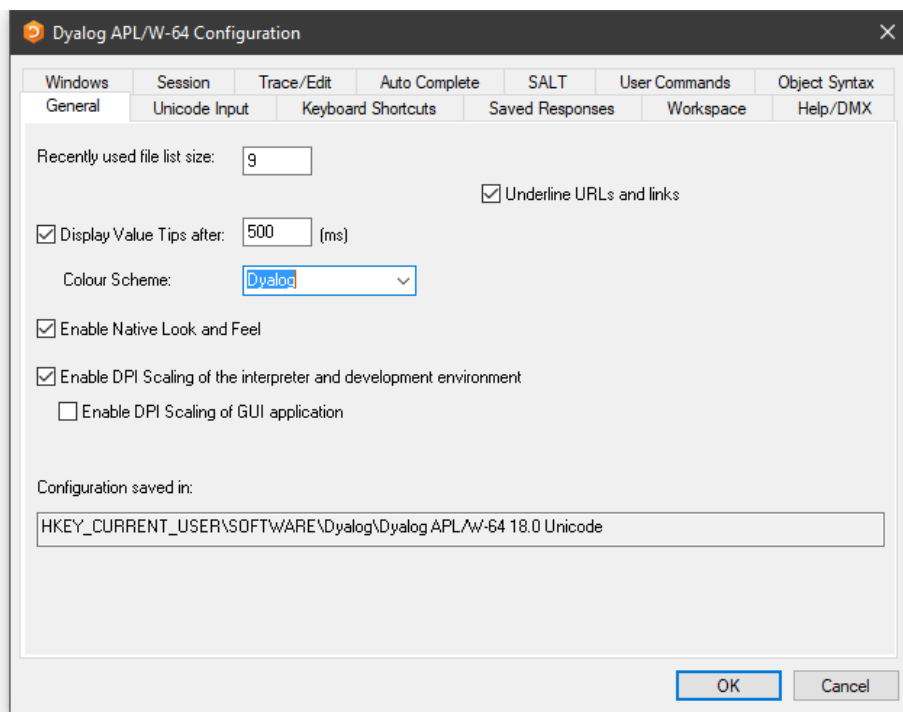 Dyalog APL/W-64 Configuration
Windows Session Trace/Edit Auto Complete SALT User Commands Object Syntax
General Unicode Input Keyboard Shortcuts Saved Responses Workspace Help/DMX
Recently used file list size: 9
Underline URLs and links
Display Value Tips after: 500 (ms)
Colour Scheme: Dyalog
Enable Native Look and Feel
Enable DPI Scaling of the interpreter and development environment
Enable DPI Scaling of GUI application
Configuration saved in:
HKEY_CURRENT_USER\SOFTWARE\Dyalog\Dyalog APL/W-64 18.0 Unicode
OK Cancel